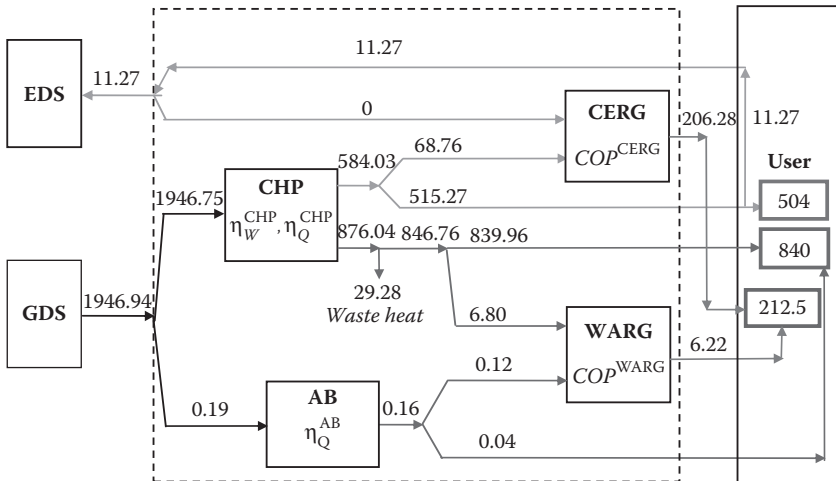 11.27
EDS
11.27
0
CERG
COP^CERG
206.28
11.27
User
68.76
584.03
515.27
504
1946.75
CHP
η_W^CHP, η_Q^CHP
876.04
846.76
839.96
840
29.28
Waste heat
GDS
1946.94
6.80
212.5
WARG
COP^WARG
6.22
0.12
0.19
AB
η_Q^AB
0.16
0.04